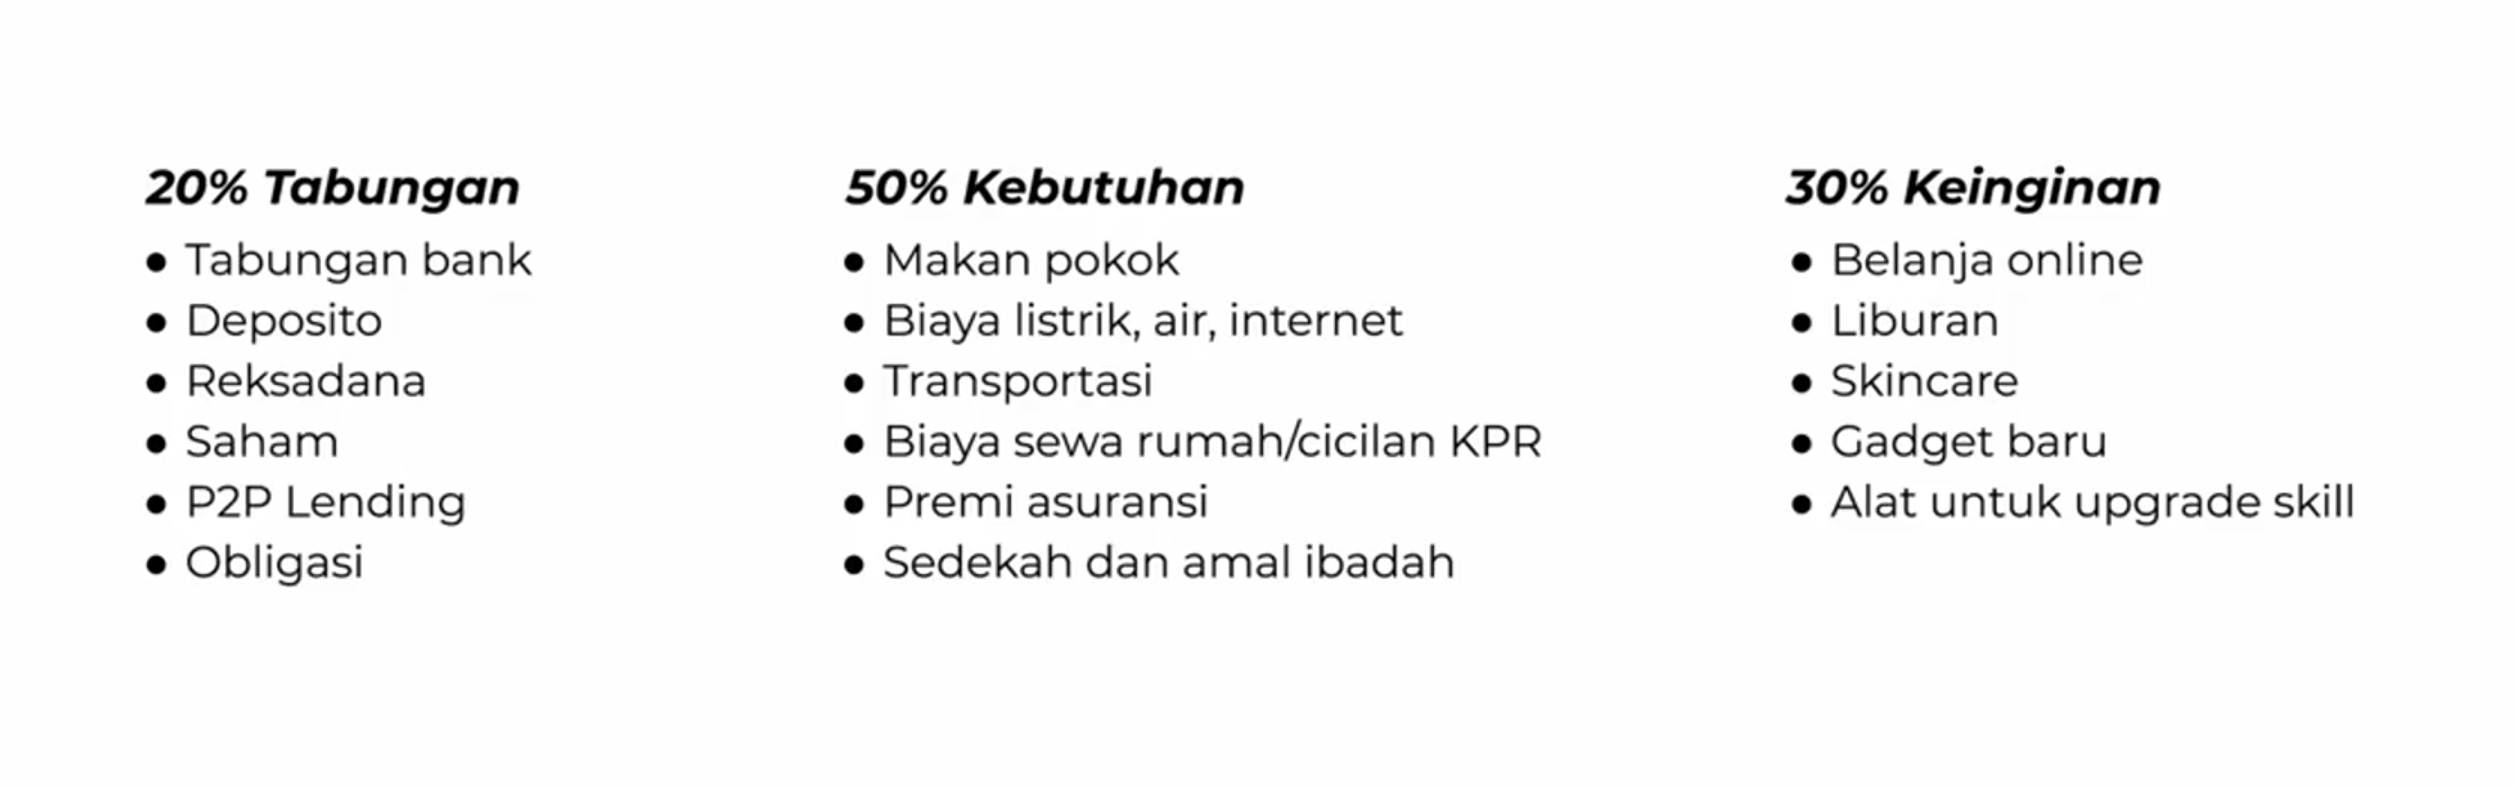 20% Tabungan
● Tabungan bank
● Deposito
● Reksadana
● Saham
● P2P Lending
● Obligasi
50% Kebutuhan
● Makan pokok
● Biaya listrik, air, internet
● Transportasi
● Biaya sewa rumah/cicilan KPR
● Premi asuransi
● Sedekah dan amal ibadah
30% Keinginan
● Belanja online
● Liburan
● Skincare
● Gadget baru
● Alat untuk upgrade skill